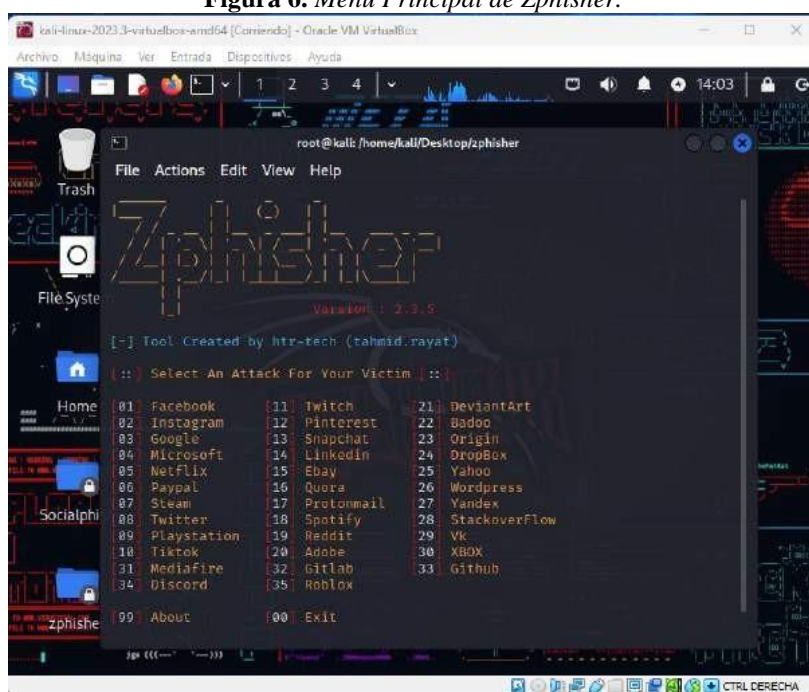 Figura 6. Menú Principal de Zphisher.
kali-linux-2023.3-virtualbox-amd64 [Corriendo] - Oracle VM VirtualBox
Archivo Máquina Ver Entrada Dispositivos Ayuda
1 2 3 4 14:03
root@kali: /home/kali/Desktop/zphisher
File Actions Edit View Help
Trash
File Syste
Home
Socialphi
zphishe
Zphisher
Version : 2.3.5
[-] Tool Created by htr-tech (tahmid.rayat)
[::] Select An Attack For Your Victim [::]
[01] Facebook [11] Twitch [21] DeviantArt
[02] Instagram [12] Pinterest [22] Badoo
[03] Google [13] Snapchat [23] Origin
[04] Microsoft [14] Linkedin [24] DropBox
[05] Netflix [15] Ebay [25] Yahoo
[06] Paypal [16] Quora [26] Wordpress
[07] Steam [17] Protonmail [27] Yandex
[08] Twitter [18] Spotify [28] StackoverFlow
[09] Playstation [19] Reddit [29] Vk
[10] Tiktok [20] Adobe [30] XBOX
[31] Mediafire [32] Gitlab [33] Github
[34] Discord [35] Roblox
[99] About [00] Exit
CTRL DERECHA